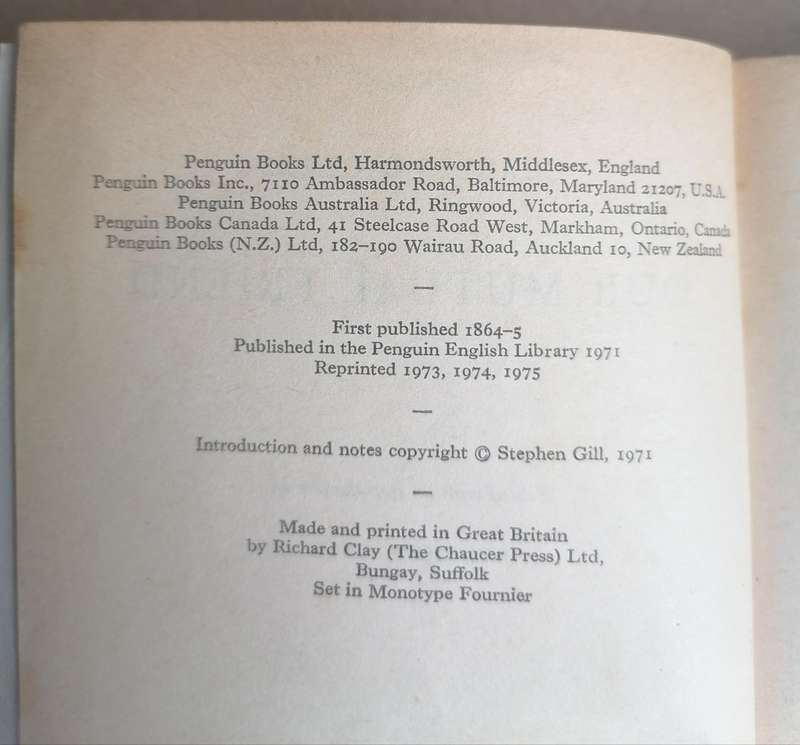 Penguin Books Ltd, Harmondsworth, Middlesex, England
Penguin Books Inc., 7110 Ambassador Road, Baltimore, Maryland 21207, U.S.A.
Penguin Books Australia Ltd, Ringwood, Victoria, Australia
Penguin Books Canada Ltd, 41 Steelcase Road West, Markham, Ontario, Canada
Penguin Books (N.Z.) Ltd, 182–190 Wairau Road, Auckland 10, New Zealand
—
First published 1864–5
Published in the Penguin English Library 1971
Reprinted 1973, 1974, 1975
—
Introduction and notes copyright © Stephen Gill, 1971
—
Made and printed in Great Britain
by Richard Clay (The Chaucer Press) Ltd,
Bungay, Suffolk
Set in Monotype Fournier